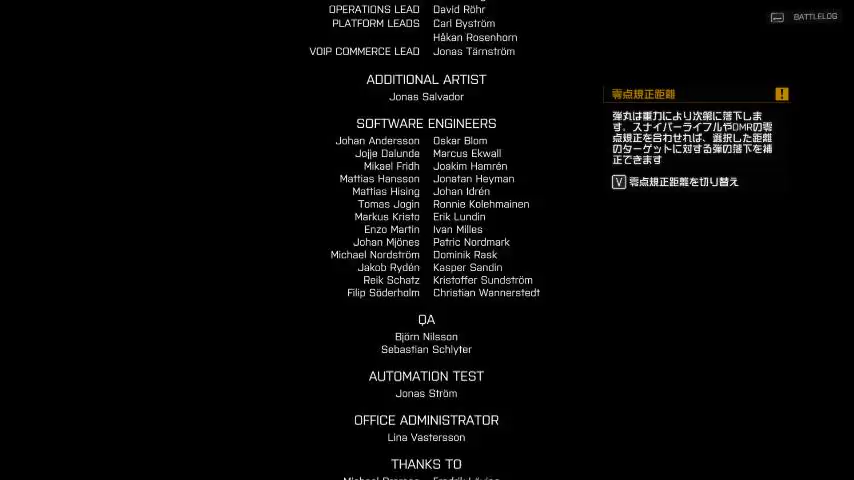 OPERATIONS LEAD David Röhr
PLATFORM LEADS Carl Byström
Håkan Rosenhorn
VOIP COMMERCE LEAD Jonas Tärnström
ADDITIONAL ARTIST
Jonas Salvador
SOFTWARE ENGINEERS
Johan Andersson Oskar Blom
Jojje Dalunde Marcus Ekwall
Mikael Fridh Joakim Hamrén
Mattias Hansson Jonatan Heyman
Mattias Hising Johan Idrén
Tomas Jogin Ronnie Kolehmainen
Markus Kristo Erik Lundin
Enzo Martin Ivan Milles
Johan Mjönes Patric Nordmark
Michael Nordström Dominik Rask
Jakob Rydén Kasper Sandin
Reik Schatz Kristoffer Sundström
Filip Söderholm Christian Wannerstedt
QA
Björn Nilsson
Sebastian Schlyter
AUTOMATION TEST
Jonas Ström
OFFICE ADMINISTRATOR
Lina Vastersson
THANKS TO
BATTLELOG
零点規正距離
弾丸は重力により次第に落下しま
す。スナイパーライフルやDMRの零
点規正を合わせれば、選択した距離
のターゲットに対する弾の落下を補
正できます
V 零点規正距離を切り替え